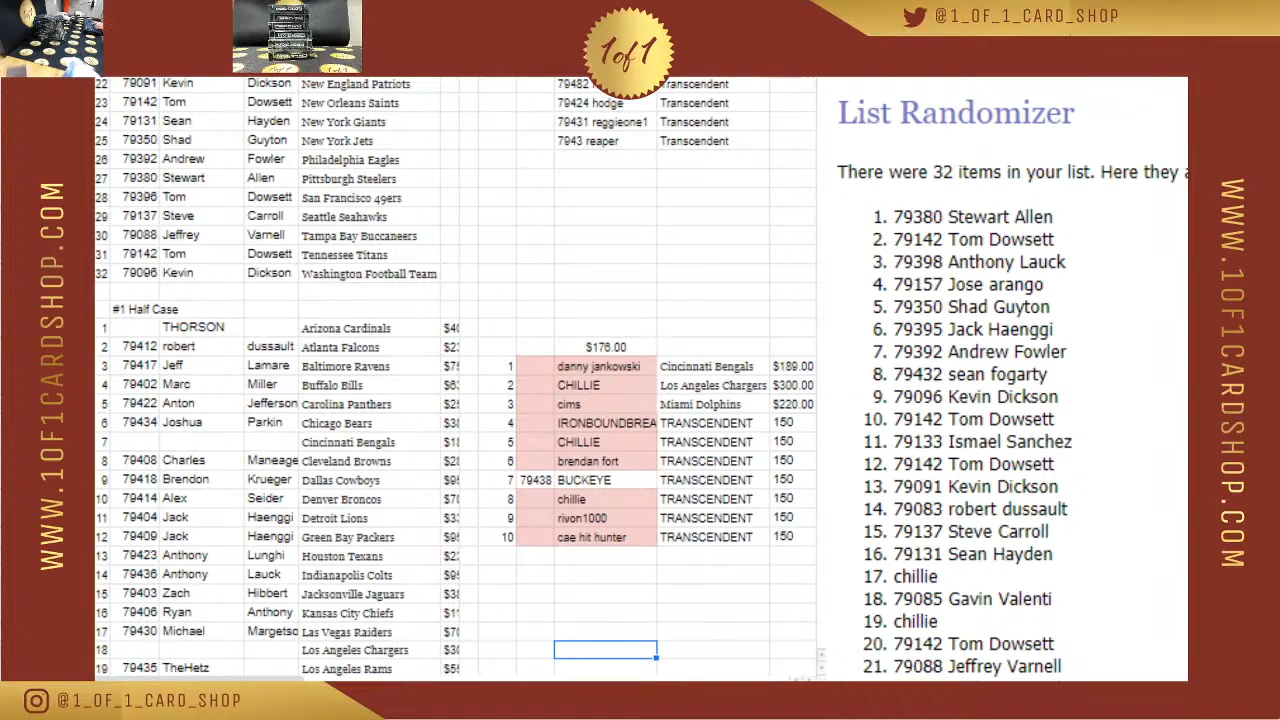 @1_OF_1_CARD_SHOP
1of1
WWW.1OF1CARDSHOP.COM
22 79091 Kevin Dickson New England Patriots
23 79142 Tom Dowsett New Orleans Saints
24 79131 Sean Hayden New York Giants
25 79350 Shad Guyton New York Jets
26 79392 Andrew Fowler Philadelphia Eagles
27 79380 Stewart Allen Pittsburgh Steelers
28 79396 Tom Dowsett San Francisco 49ers
29 79137 Steve Carroll Seattle Seahawks
30 79088 Jeffrey Varnell Tampa Bay Buccaneers
31 79142 Tom Dowsett Tennessee Titans
32 79096 Kevin Dickson Washington Football Team
#1 Half Case
1 THORSON Arizona Cardinals
2 79412 robert dussault Atlanta Falcons
3 79417 Jeff Lamare Baltimore Ravens
4 79402 Marc Miller Buffalo Bills
5 79422 Anton Jefferson Carolina Panthers
6 79434 Joshua Parkin Chicago Bears
7 Cincinnati Bengals
8 79408 Charles Maneage Cleveland Browns
9 79418 Brendon Krueger Dallas Cowboys
10 79414 Alex Seider Denver Broncos
11 79404 Jack Haenggi Detroit Lions
12 79409 Jack Haenggi Green Bay Packers
13 79423 Anthony Lunghi Houston Texans
14 79436 Anthony Lauck Indianapolis Colts
15 79403 Zach Hibbert Jacksonville Jaguars
16 79406 Ryan Anthony Kansas City Chiefs
17 79430 Michael Margetso Las Vegas Raiders
18 Los Angeles Chargers
19 79435 TheHetz Los Angeles Rams
79482 Transcendent
79424 hodge Transcendent
79431 reggieone1 Transcendent
7943 reaper Transcendent
$176.00
1 danny jankowski Cincinnati Bengals $189.00
2 CHILLIE Los Angeles Chargers $300.00
3 cims Miami Dolphins $220.00
4 IRONBOUNDBREA TRANSCENDENT 150
5 CHILLIE TRANSCENDENT 150
6 brendan fort TRANSCENDENT 150
7 79438 BUCKEYE TRANSCENDENT 150
8 chillie TRANSCENDENT 150
9 rivon1000 TRANSCENDENT 150
10 cae hit hunter TRANSCENDENT 150
List Randomizer
There were 32 items in your list. Here they
1. 79380 Stewart Allen
2. 79142 Tom Dowsett
3. 79398 Anthony Lauck
4. 79157 Jose arango
5. 79350 Shad Guyton
6. 79395 Jack Haenggi
7. 79392 Andrew Fowler
8. 79432 sean fogarty
9. 79096 Kevin Dickson
10. 79142 Tom Dowsett
11. 79133 Ismael Sanchez
12. 79142 Tom Dowsett
13. 79091 Kevin Dickson
14. 79083 robert dussault
15. 79137 Steve Carroll
16. 79131 Sean Hayden
17. chillie
18. 79085 Gavin Valenti
19. chillie
20. 79142 Tom Dowsett
21. 79088 Jeffrey Varnell
WWW.1OF1CARDSHOP.COM
@1_OF_1_CARD_SHOP